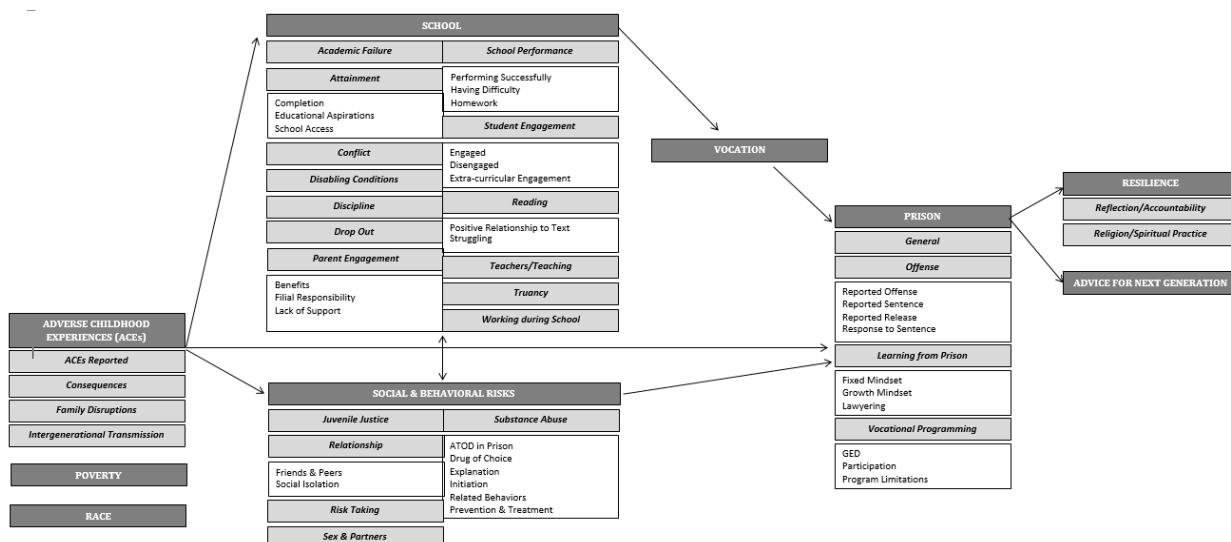 SCHOOL
Academic Failure
Attainment
Completion
Educational Aspirations
School Access
Conflict
Disabling Conditions
Discipline
Drop Out
Parent Engagement
Benefits
Filial Responsibility
Lack of Support
School Performance
Performing Successfully
Having Difficulty
Homework
Student Engagement
Engaged
Disengaged
Extra-curricular Engagement
Reading
Positive Relationship to Text
Struggling
Teachers/Teaching
Truancy
Working during School
ADVERSE CHILDHOOD
EXPERIENCES (ACEs)
ACEs Reported
Consequences
Family Disruptions
Intergenerational Transmission
POVERTY
RACE
SOCIAL & BEHAVIORAL RISKS
Juvenile Justice
Relationship
Friends & Peers
Social Isolation
Risk Taking
Sex & Partners
Substance Abuse
ATOD in Prison
Drug of Choice
Explanation
Initiation
Related Behaviors
Prevention & Treatment
VOCATION
PRISON
General
Offense
Reported Offense
Reported Sentence
Reported Release
Response to Sentence
Learning from Prison
Fixed Mindset
Growth Mindset
Lawyering
Vocational Programming
GED
Participation
Program Limitations
RESILIENCE
Reflection/Accountability
Religion/Spiritual Practice
ADVICE FOR NEXT GENERATION